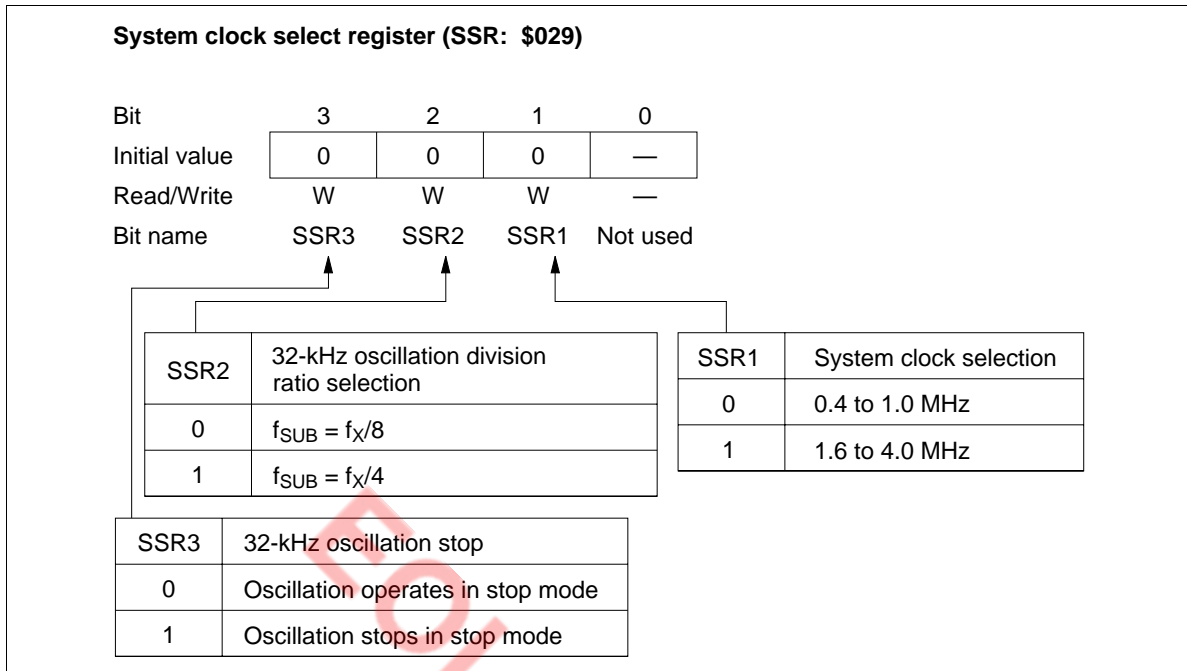 System clock select register (SSR: $029)
Bit 3 2 1 0
Initial value 0 0 0 —
Read/Write W W W —
Bit name SSR3 SSR2 SSR1 Not used
SSR2 32-kHz oscillation division ratio selection
0 fSUB = fX/8
1 fSUB = fX/4
SSR1 System clock selection
0 0.4 to 1.0 MHz
1 1.6 to 4.0 MHz
SSR3 32-kHz oscillation stop
0 Oscillation operates in stop mode
1 Oscillation stops in stop mode